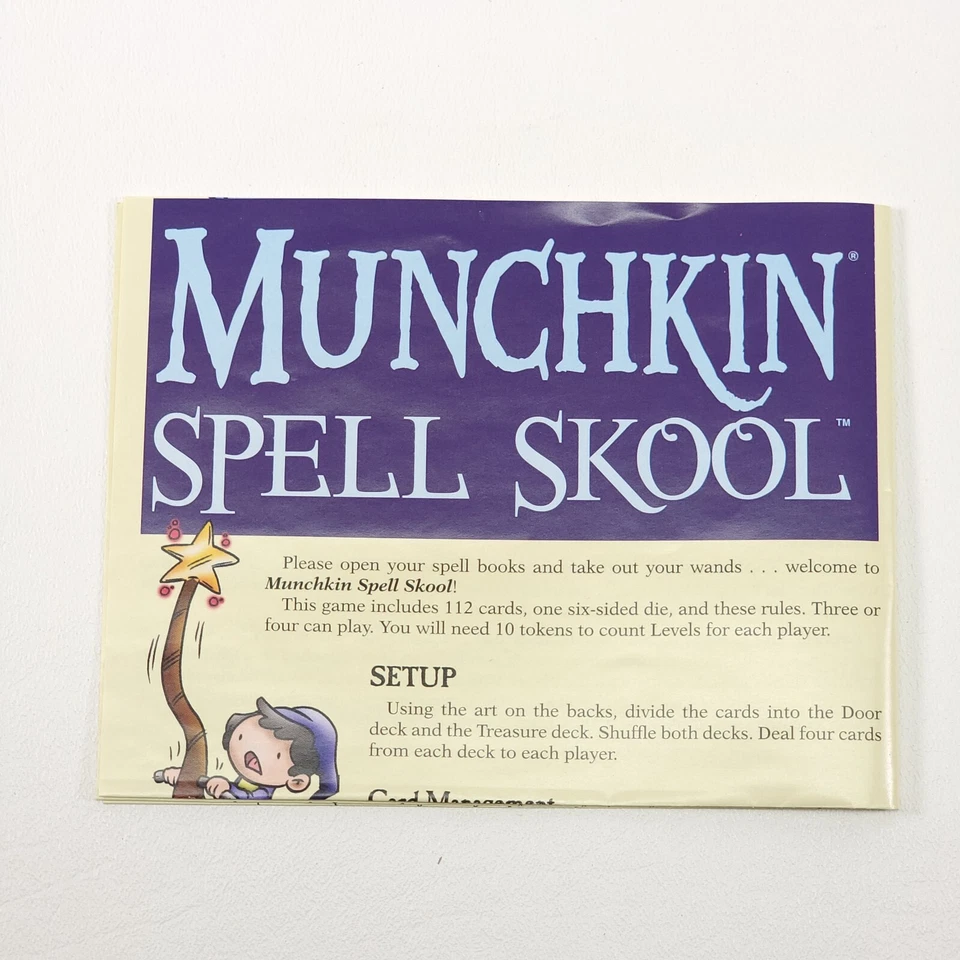 MUNCHKIN®
SPELL SKOOL™
Please open your spell books and take out your wands . . . welcome to
Munchkin Spell Skool!
This game includes 112 cards, one six-sided die, and these rules. Three or
four can play. You will need 10 tokens to count Levels for each player.
SETUP
Using the art on the backs, divide the cards into the Door
deck and the Treasure deck. Shuffle both decks. Deal four cards
from each deck to each player.
Card Management